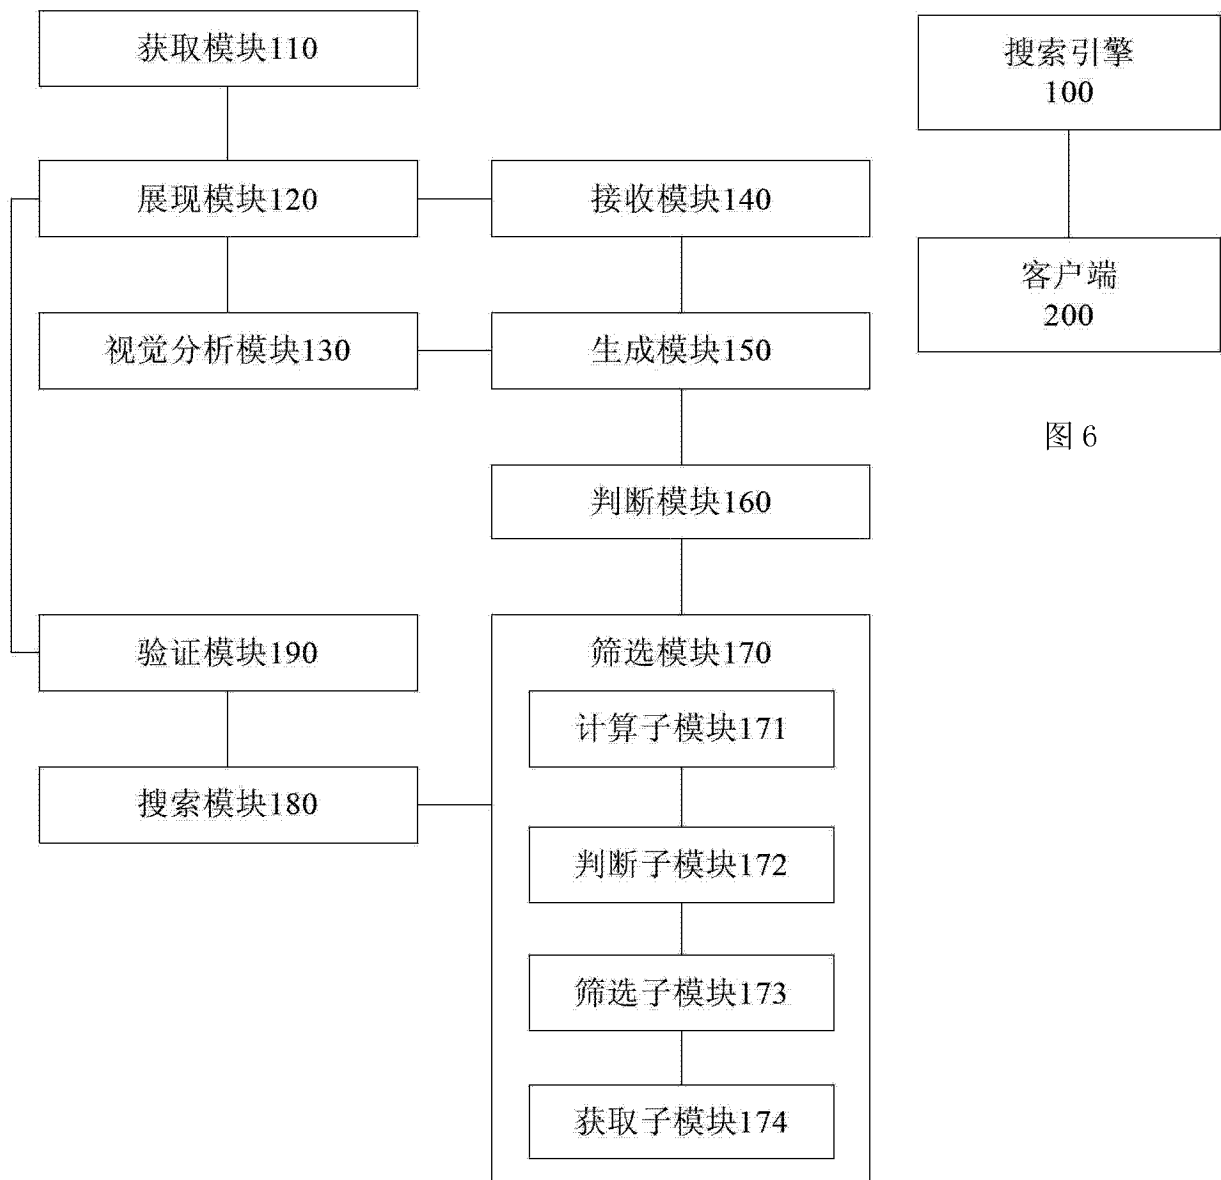 获取模块110
展现模块120
接收模块140
视觉分析模块130
生成模块150
判断模块160
验证模块190
筛选模块170
计算子模块171
搜索模块180
判断子模块172
筛选子模块173
获取子模块174
搜索引擎
100
客户端
200
图 6